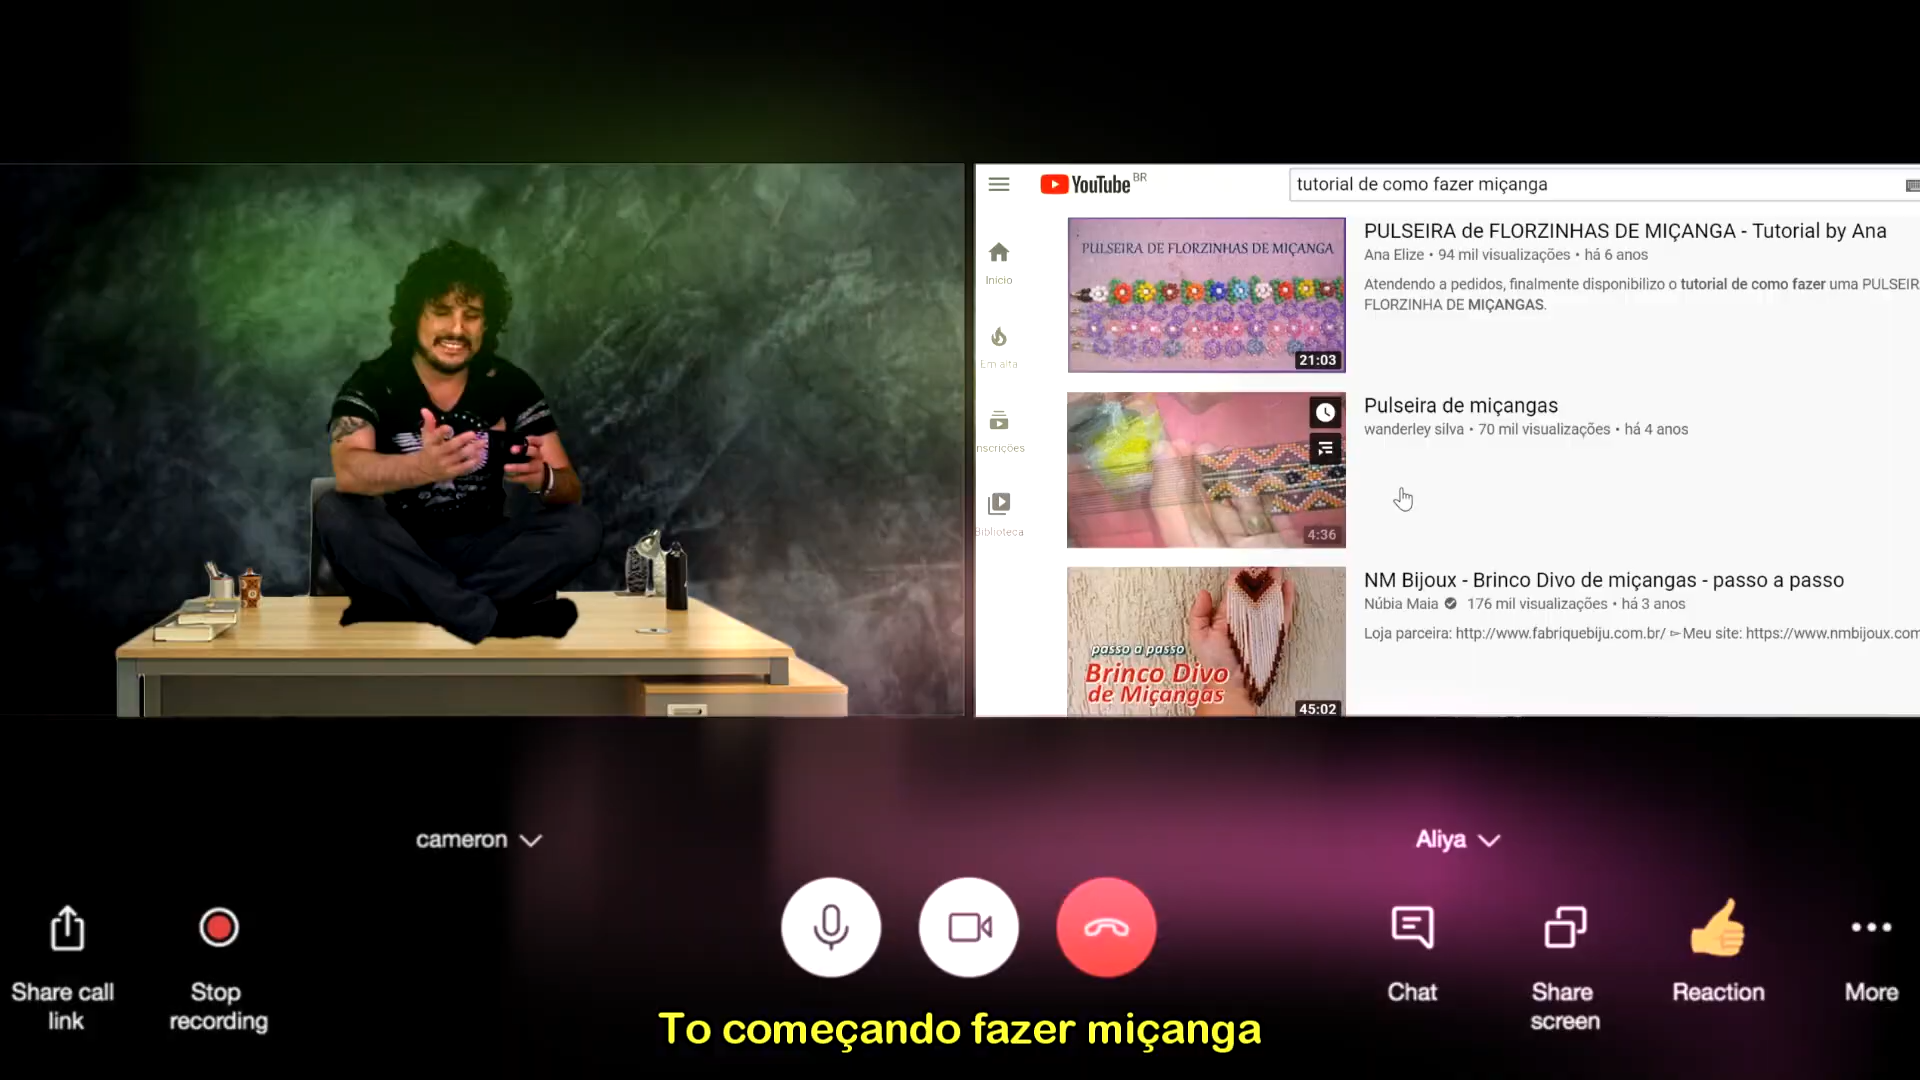 YouTube BR
tutorial de como fazer miçanga
Início
Em alta
nscrições
Biblioteca
PULSEIRA DE FLORZINHAS DE MIÇANGA
21:03
PULSEIRA de FLORZINHAS DE MIÇANGA - Tutorial by Ana
Ana Elize • 94 mil visualizações • há 6 anos
Atendendo a pedidos, finalmente disponibilizo o tutorial de como fazer uma PULSEIR
FLORZINHA DE MIÇANGAS.
4:36
Pulseira de miçangas
wanderley silva • 70 mil visualizações • há 4 anos
passo a passo
Brinco Divo
de Miçangas
45:02
NM Bijoux - Brinco Divo de miçangas - passo a passo
Núbia Maia 176 mil visualizações • há 3 anos
Loja parceira: http://www.fabriquebiju.com.br/ ▻ Meu site: https://www.nmbijoux.com
cameron
Aliya
Share call
link
Stop
recording
Chat
Share
screen
Reaction
More
To começando fazer miçanga